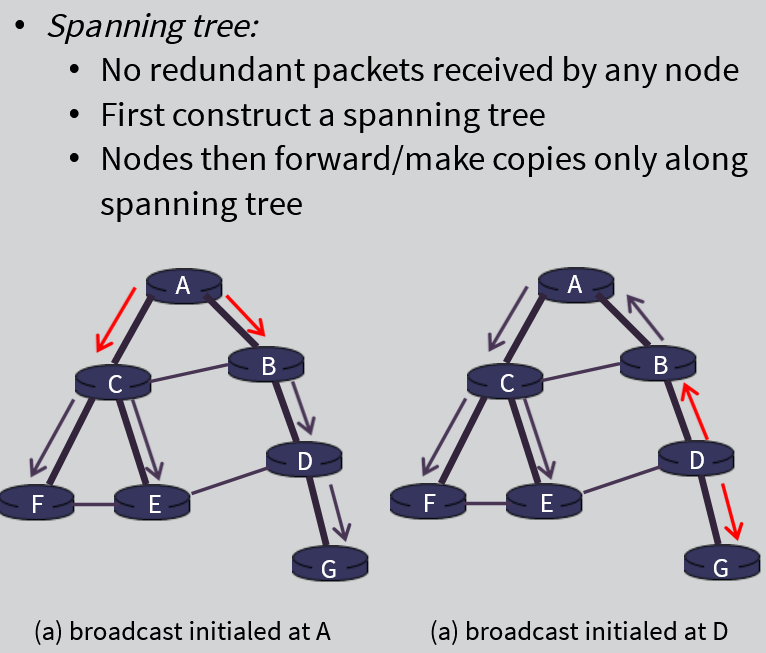 • Spanning tree:
• No redundant packets received by any node
• First construct a spanning tree
• Nodes then forward/make copies only along
spanning tree
A
B
C
D
F
E
G
(a) broadcast initialed at A
A
B
C
D
F
E
G
(a) broadcast initialed at D